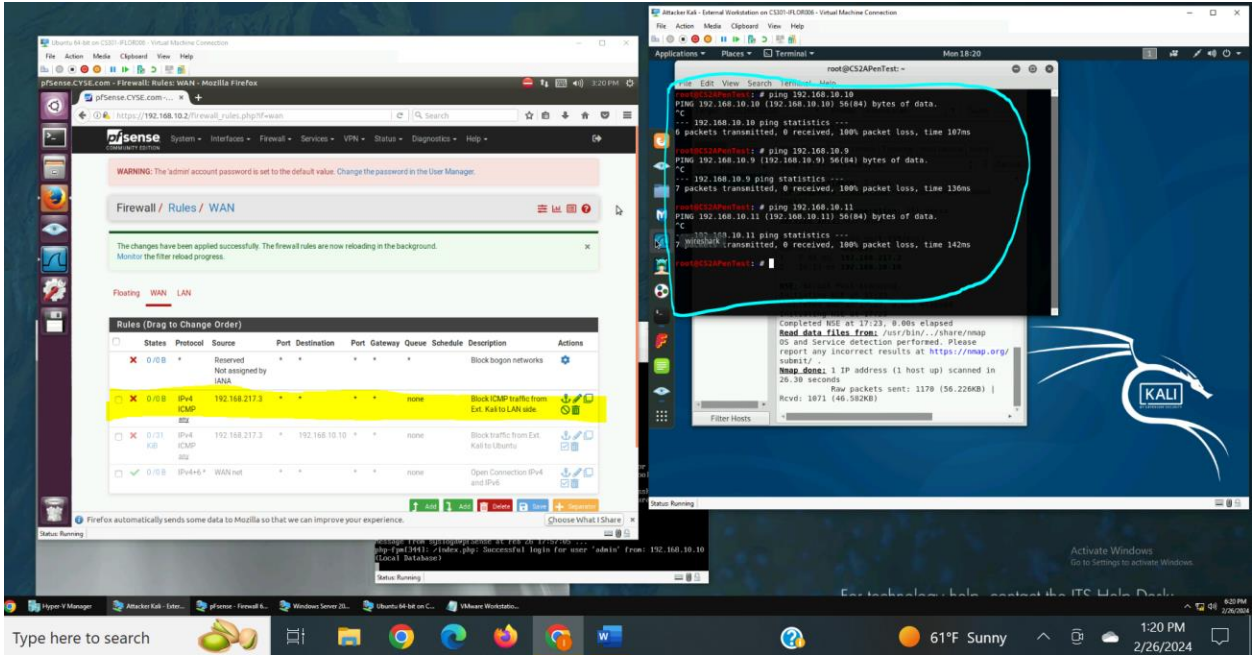 Ubuntu 64-bit on CS301-IFLOR006 - Virtual Machine Connection
File Action Media Clipboard View Help
pfSense.CYSE.com - Firewall: Rules: WAN - Mozilla Firefox
3:20 PM
pfSense.CYSE.com-...
https://192.168.10.2/firewall_rules.php?if=wan
Search
pfsense
COMMUNITY EDITION
System Interfaces Firewall Services VPN Status Diagnostics Help
WARNING: The 'admin' account password is set to the default value. Change the password in the User Manager.
Firewall / Rules / WAN
The changes have been applied successfully. The firewall rules are now reloading in the background.
Monitor the filter reload progress.
Floating WAN LAN
Rules (Drag to Change Order)
States Protocol Source Port Destination Port Gateway Queue Schedule Description Actions
0 /0 B * Reserved * * * * * Block bogon networks
Not assigned by
IANA
0 /0 B IPv4 192.168.217.3 * * * * none Block ICMP traffic from
ICMP Ext. Kali to LAN side.
any
0 /31 IPv4 192.168.217.3 * 192.168.10.10 * * none Block traffic from Ext.
KiB ICMP Kali to Ubuntu
any
0 /0 B IPv4+6 * WAN net * * * * none Open Connection IPv4
and IPv6
Add Add Delete Save Separator
Firefox automatically sends some data to Mozilla so that we can improve your experience.
Choose What I Share
Status: Running
php-fpm[344]: /index.php: Successful login for user 'admin' from: 192.168.10.10
(Local Database)
Status: Running
Attacker Kali - External Workstation on CS301-IFLOR006 - Virtual Machine Connection
File Action Media Clipboard View Help
Applications Places Terminal Mon 18:20 1
root@CS2APenTest: ~
File Edit View Search Terminal Help
root@CS2APenTest: # ping 192.168.10.10
PING 192.168.10.10 (192.168.10.10) 56(84) bytes of data.
^C
--- 192.168.10.10 ping statistics ---
6 packets transmitted, 0 received, 100% packet loss, time 107ms
root@CS2APenTest: # ping 192.168.10.9
PING 192.168.10.9 (192.168.10.9) 56(84) bytes of data.
^C
--- 192.168.10.9 ping statistics ---
7 packets transmitted, 0 received, 100% packet loss, time 136ms
root@CS2APenTest: # ping 192.168.10.11
PING 192.168.10.11 (192.168.10.11) 56(84) bytes of data.
^C
192.168.10.11 ping statistics ---
wireshark
7 transmitted, 0 received, 100% packet loss, time 142ms
root@CS2APenTest: #
Completed NSE at 17:23, 0.00s elapsed
Read data files from: /usr/bin/../share/nmap
OS and Service detection performed. Please
report any incorrect results at https://nmap.org/
submit/ .
Nmap done: 1 IP address (1 host up) scanned in
26.30 seconds
Raw packets sent: 1170 (56.226KB) |
Rcvd: 1071 (46.582KB)
Filter Hosts
KALI
BY OFFENSIVE SECURITY
Status: Running
Activate Windows
Go to Settings to activate Windows.
For technology help, contact the ITS Help Desk:
Hyper-V Manager
Attacker Kali - Exter...
pfSense - Firewall 6...
Windows Server 20...
Ubuntu 64-bit on C...
VMware Workstatio...
6:20 PM
2/26/2024
Type here to search
61°F Sunny
1:20 PM
2/26/2024